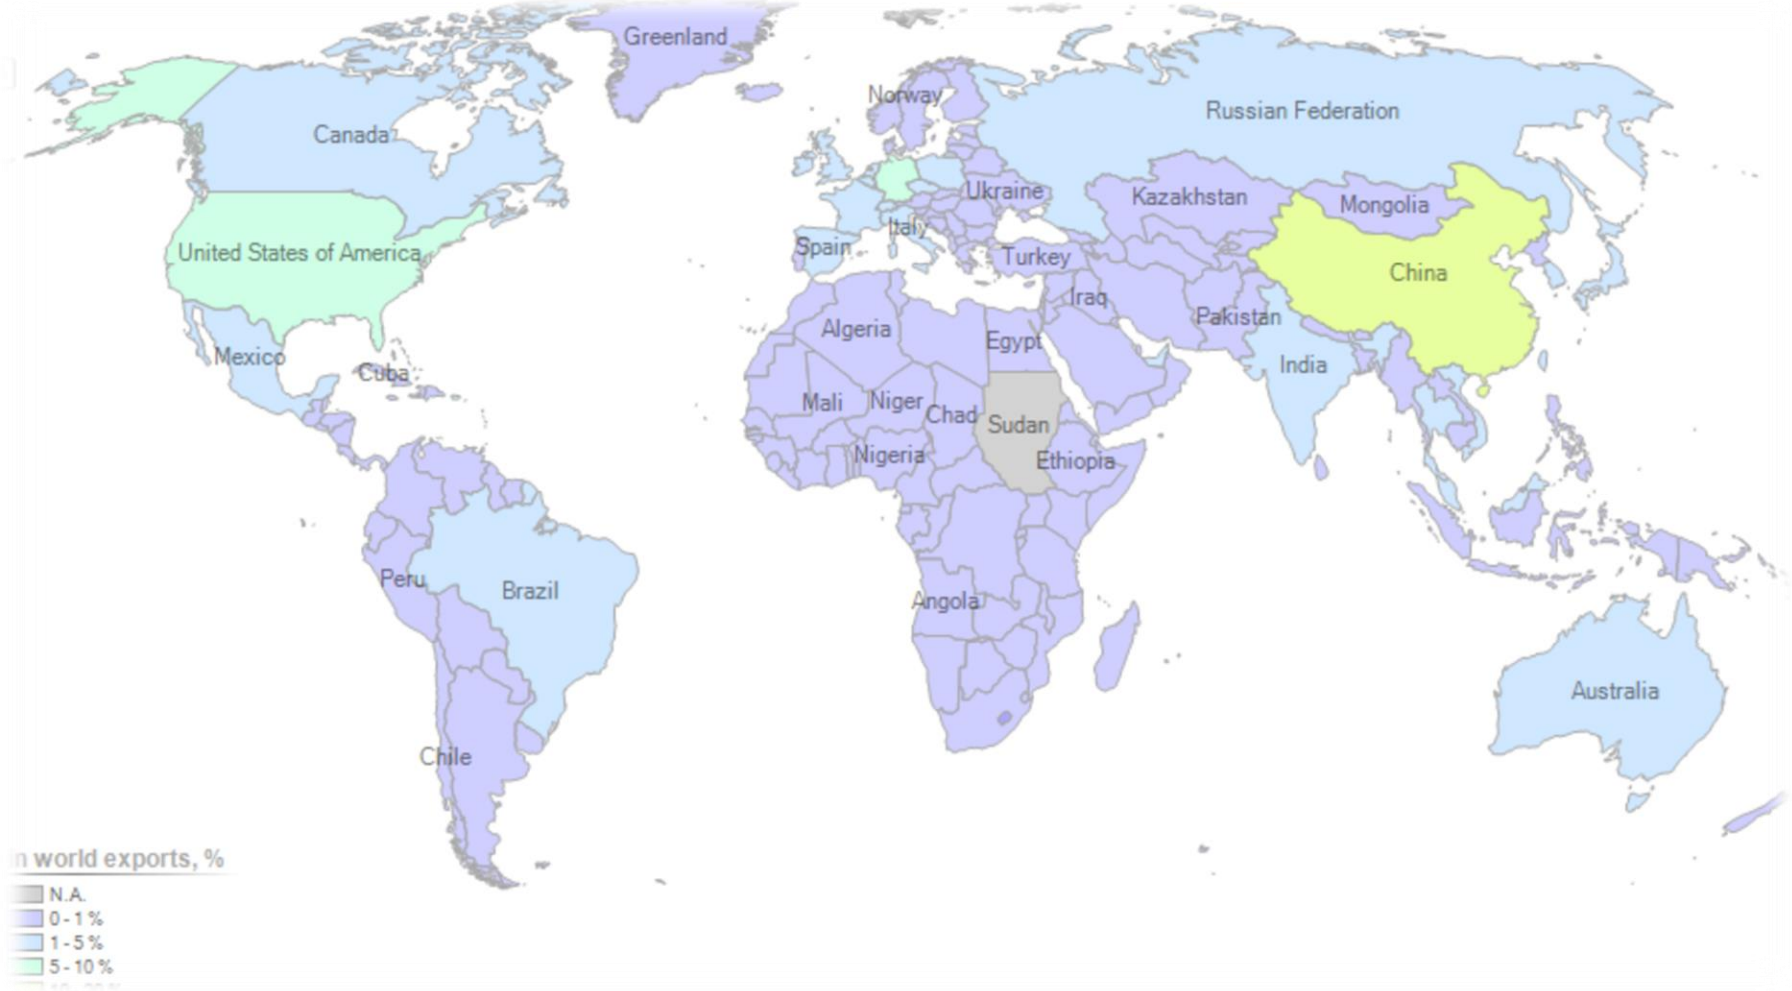 Greenland
Norway
Russian Federation
Canada
Ukraine
Kazakhstan
Mongolia
Italy
Spain
United States of America
Turkey
China
Iraq
Pakistan
Algeria
Egypt
Mexico
India
Cuba
Mali
Niger
Chad
Sudan
Nigeria
Ethiopia
Peru
Brazil
Angola
Australia
Chile
world exports, %
N.A.
0 - 1 %
1 - 5 %
5 - 10 %